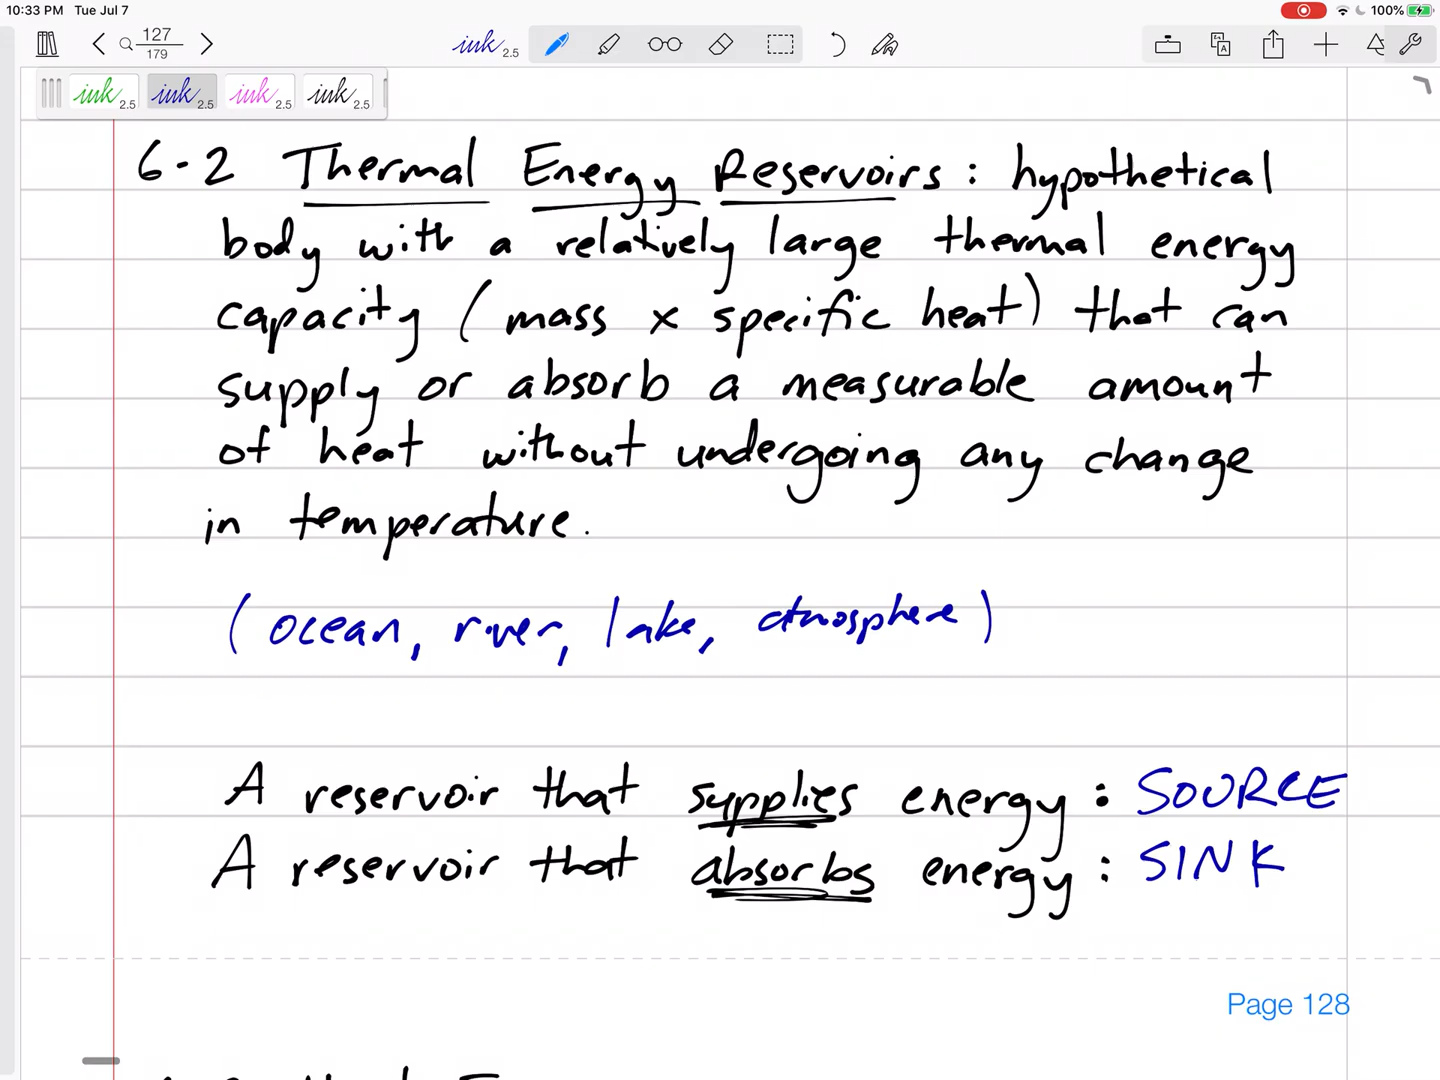 10:33 PM Tue Jul 7
100%
127
179
ink 2.5
ink 2.5 ink 2.5 ink 2.5 ink 2.5
6-2 Thermal Energy Reservoirs : hypothetical
body with a relatively large thermal energy
capacity ( mass x specific heat) that can
supply or absorb a measurable amount
of heat without undergoing any change
in temperature.
( ocean, river, lake, atmosphere )
A reservoir that supplies energy : SOURCE
A reservoir that absorbs energy : SINK
Page 128